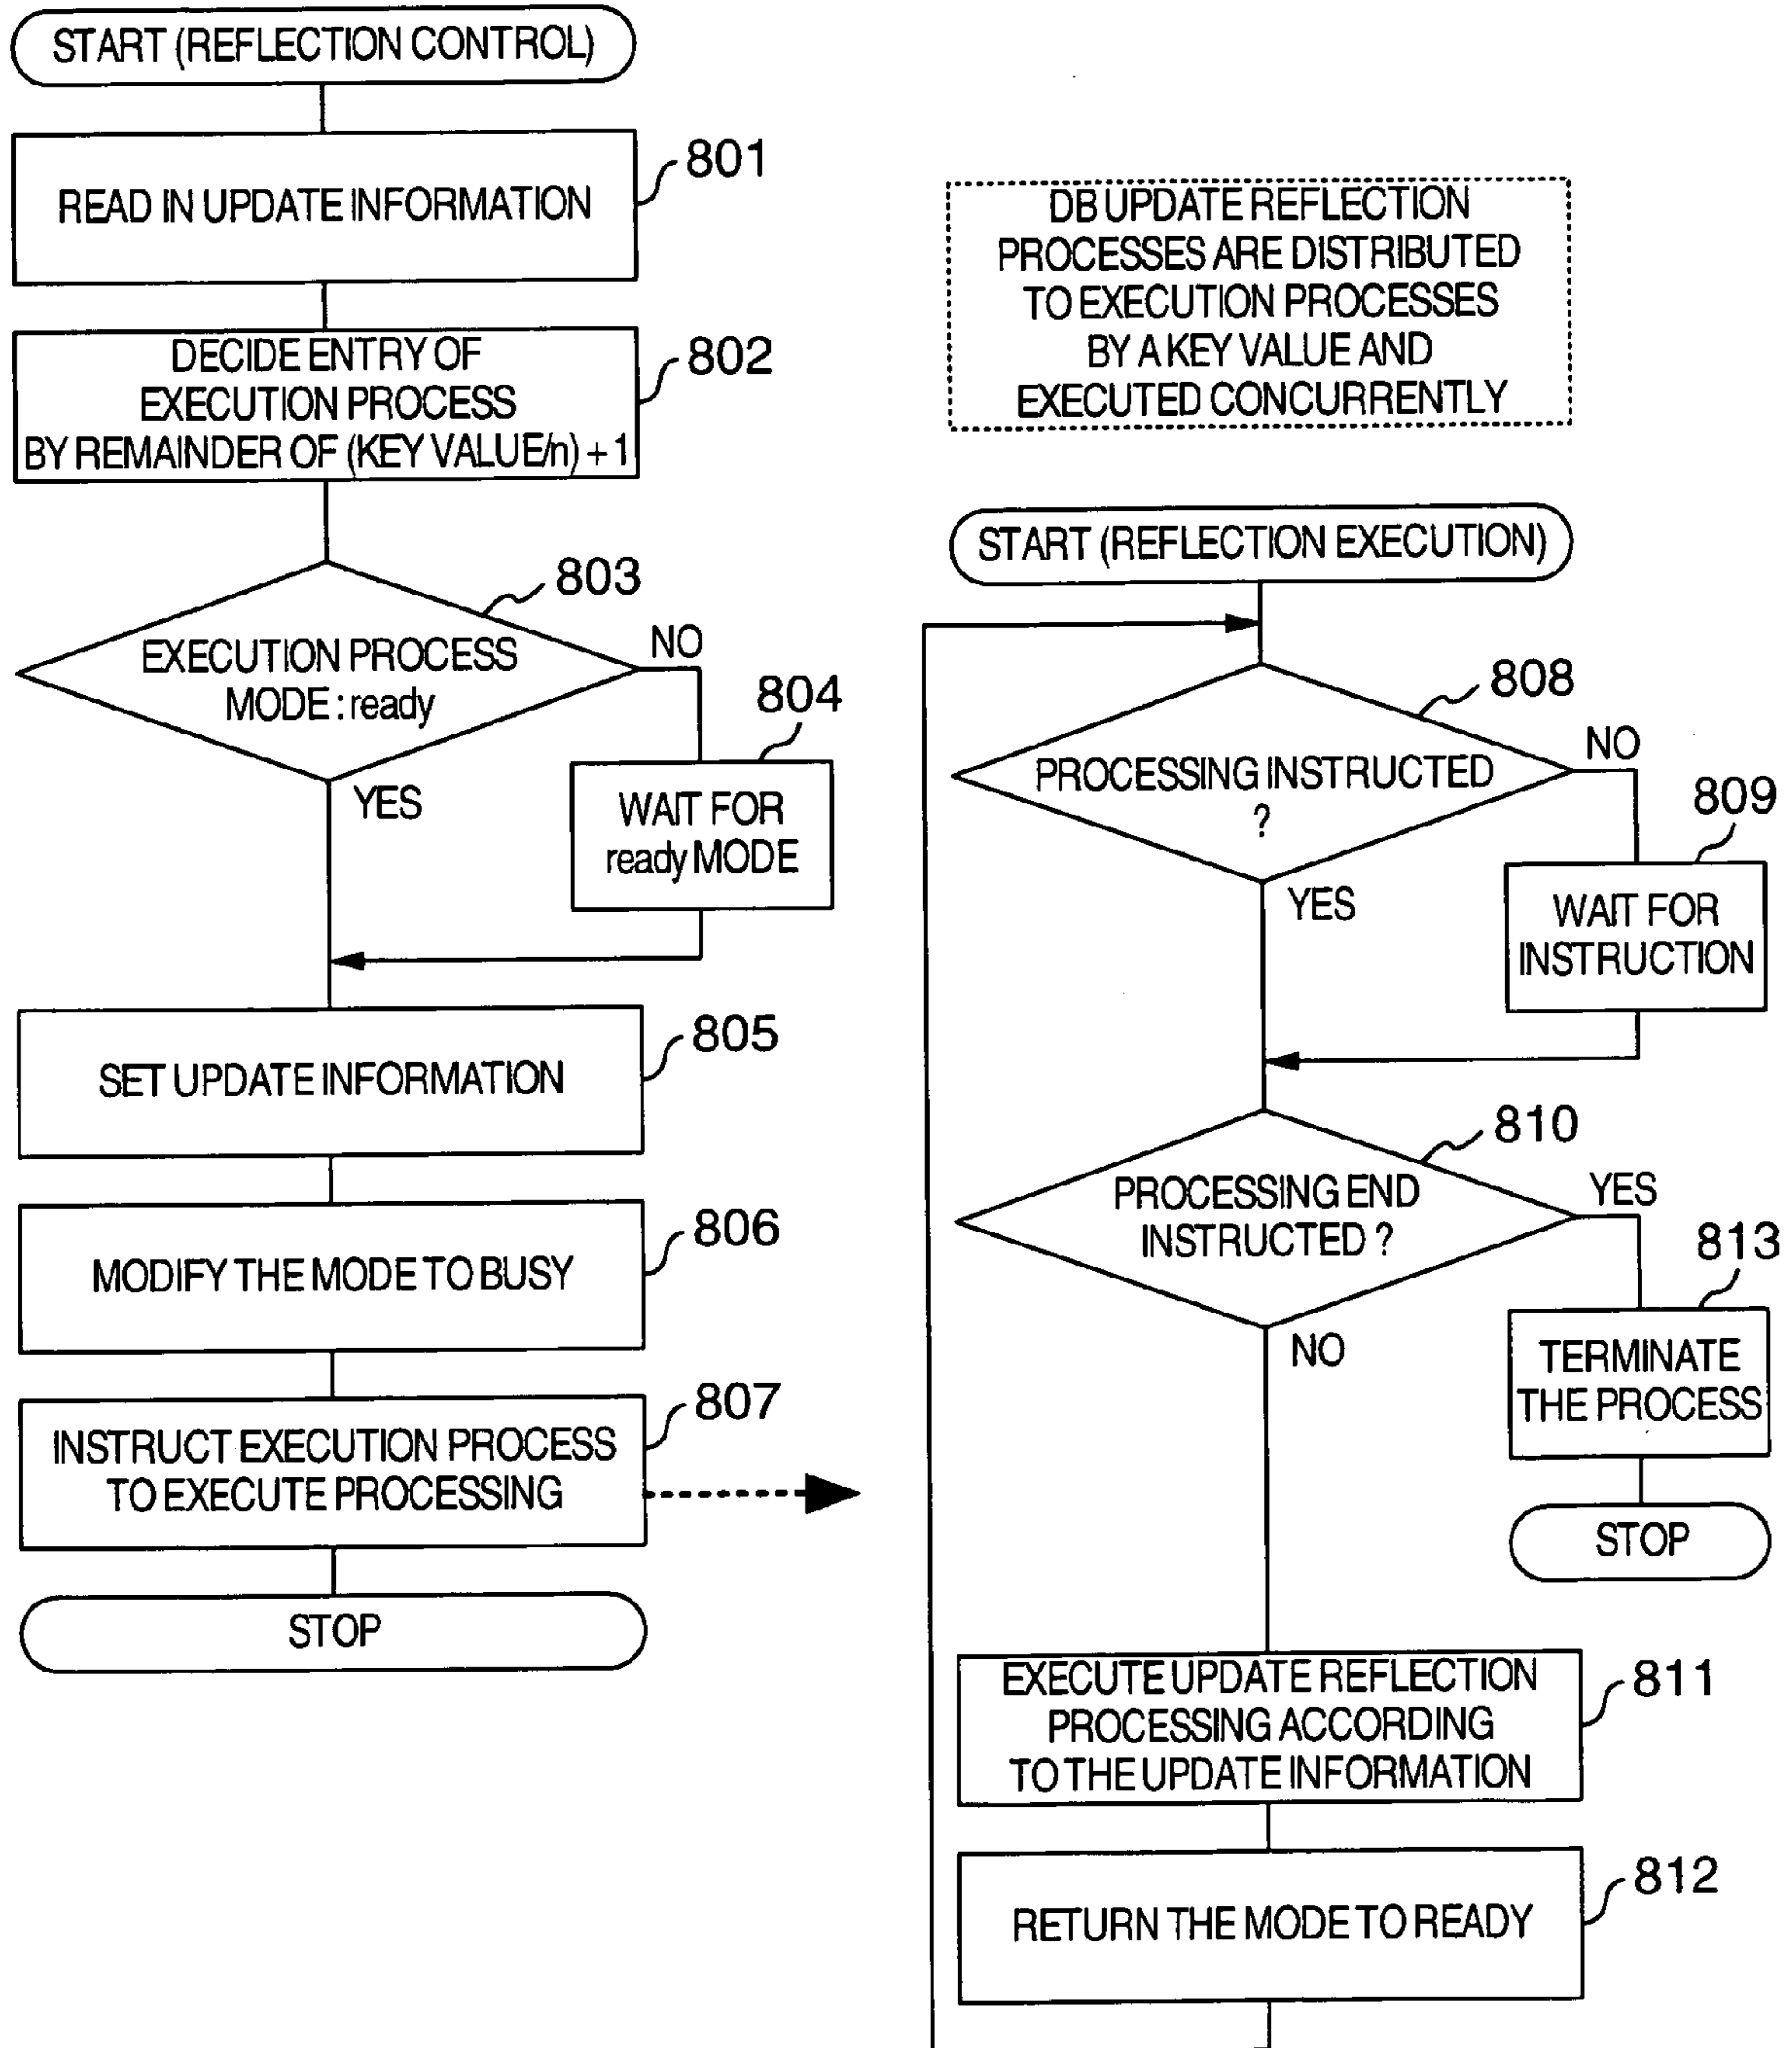 START (REFLECTION CONTROL)
801
READ IN UPDATE INFORMATION
802
DECIDE ENTRY OF
EXECUTION PROCESS
BY REMAINDER OF (KEY VALUE/n) + 1
803
EXECUTION PROCESS
MODE : ready
NO
YES
804
WAIT FOR
ready MODE
805
SET UPDATE INFORMATION
806
MODIFY THE MODE TO BUSY
807
INSTRUCT EXECUTION PROCESS
TO EXECUTE PROCESSING
STOP
DB UPDATE REFLECTION
PROCESSES ARE DISTRIBUTED
TO EXECUTION PROCESSES
BY A KEY VALUE AND
EXECUTED CONCURRENTLY
START (REFLECTION EXECUTION)
808
PROCESSING INSTRUCTED
?
NO
YES
809
WAIT FOR
INSTRUCTION
810
PROCESSING END
INSTRUCTED ?
YES
NO
813
TERMINATE
THE PROCESS
STOP
811
EXECUTE UPDATE REFLECTION
PROCESSING ACCORDING
TO THE UPDATE INFORMATION
812
RETURN THE MODE TO READY